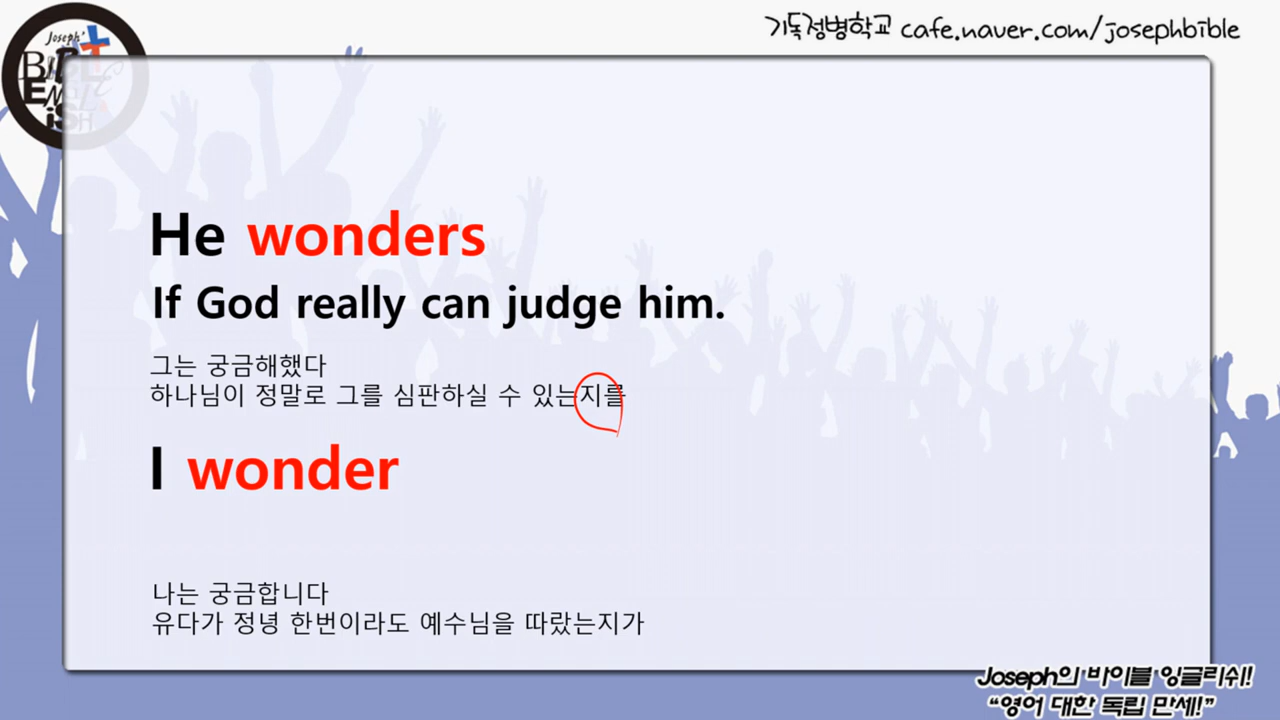 기독정병학교 cafe.naver.com/josephbible
Joseph'
BIBLE
ENGL
iSH
He wonders
If God really can judge him.
그는 궁금해했다
하나님이 정말로 그를 심판하실 수 있는지를
I wonder
나는 궁금합니다
유다가 정녕 한번이라도 예수님을 따랐는지가
Joseph의 바이블 잉글리쉬!
“영어 대한 독립 만세!”